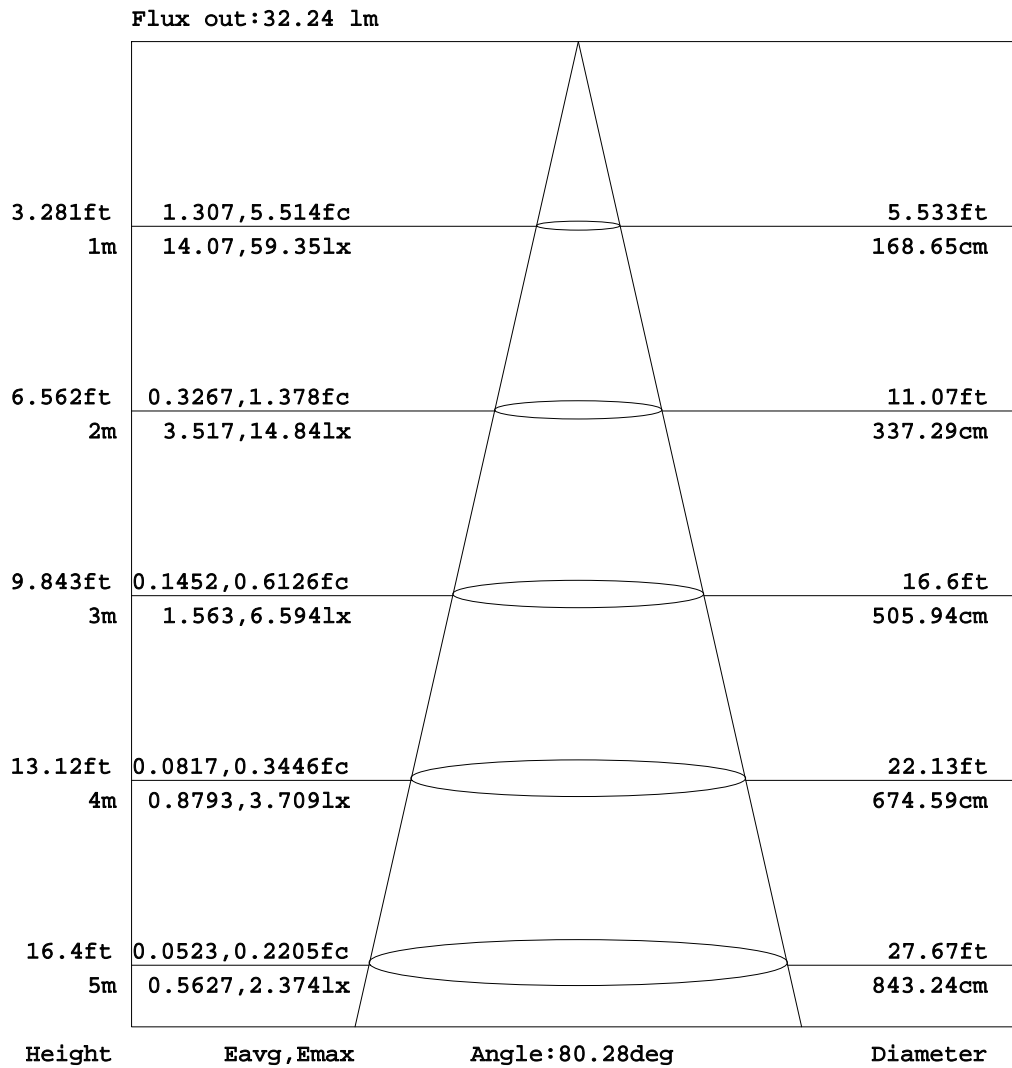 Flux out:32.24 lm
3.281ft 1.307,5.514fc 5.533ft
1m 14.07,59.35lx 168.65cm
6.562ft 0.3267,1.378fc 11.07ft
2m 3.517,14.84lx 337.29cm
9.843ft 0.1452,0.6126fc 16.6ft
3m 1.563,6.594lx 505.94cm
13.12ft 0.0817,0.3446fc 22.13ft
4m 0.8793,3.709lx 674.59cm
16.4ft 0.0523,0.2205fc 27.67ft
5m 0.5627,2.374lx 843.24cm
Height Eavg,Emax Angle:80.28deg Diameter